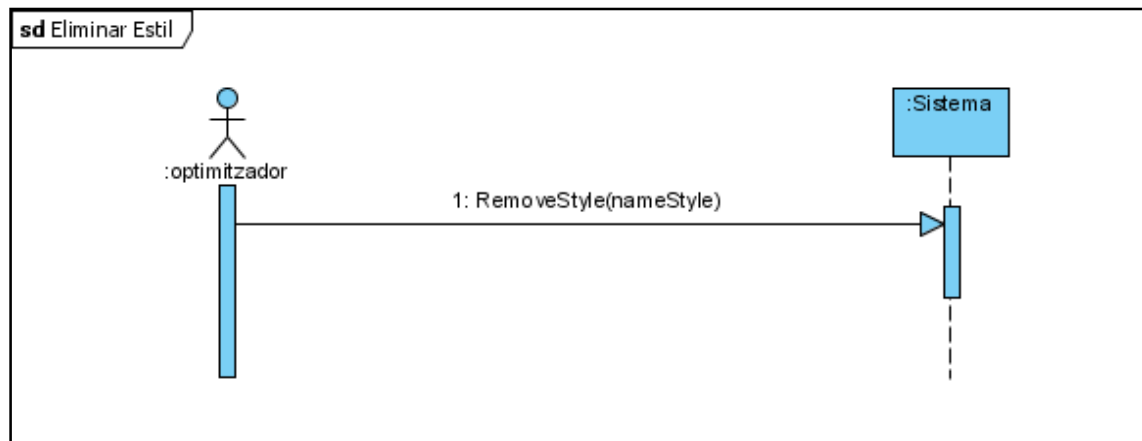 sd Eliminar Estil
:Sistema
:optimitzador
1: RemoveStyle(nameStyle)